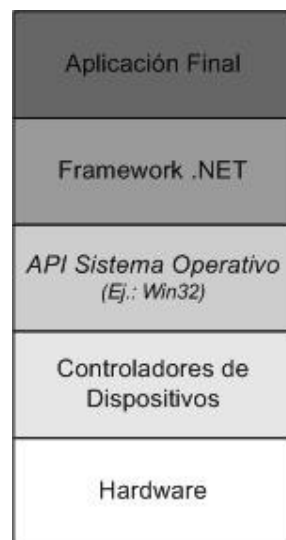 Aplicación Final
Framework .NET
API Sistema Operativo
(Ej.: Win32)
Controladores de
Dispositivos
Hardware